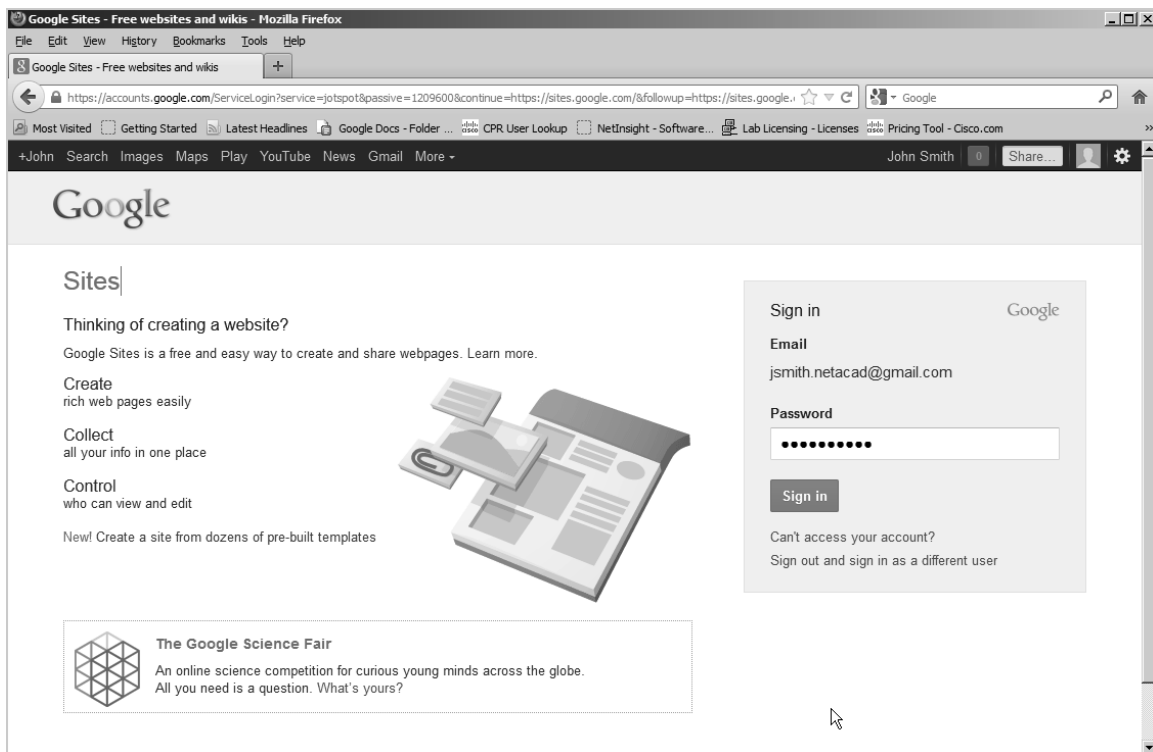 Google Sites - Free websites and wikis - Mozilla Firefox
File Edit View History Bookmarks Tools Help
Google Sites - Free websites and wikis +
https://accounts.google.com/ServiceLogin?service=jotspot&passive=1209600&continue=https://sites.google.com/&followup=https://sites.google. Google
Most Visited Getting Started Latest Headlines Google Docs - Folder ... CPR User Lookup NetInsight - Software... Lab Licensing - Licenses Pricing Tool - Cisco.com »
+John Search Images Maps Play YouTube News Gmail More John Smith 0 Share...
Google
Sites
Thinking of creating a website?
Google Sites is a free and easy way to create and share webpages. Learn more.
Create
rich web pages easily
Collect
all your info in one place
Control
who can view and edit
New! Create a site from dozens of pre-built templates
Sign in Google
Email
jsmith.netacad@gmail.com
Password
••••••••••
Sign in
Can't access your account?
Sign out and sign in as a different user
The Google Science Fair
An online science competition for curious young minds across the globe.
All you need is a question. What's yours?